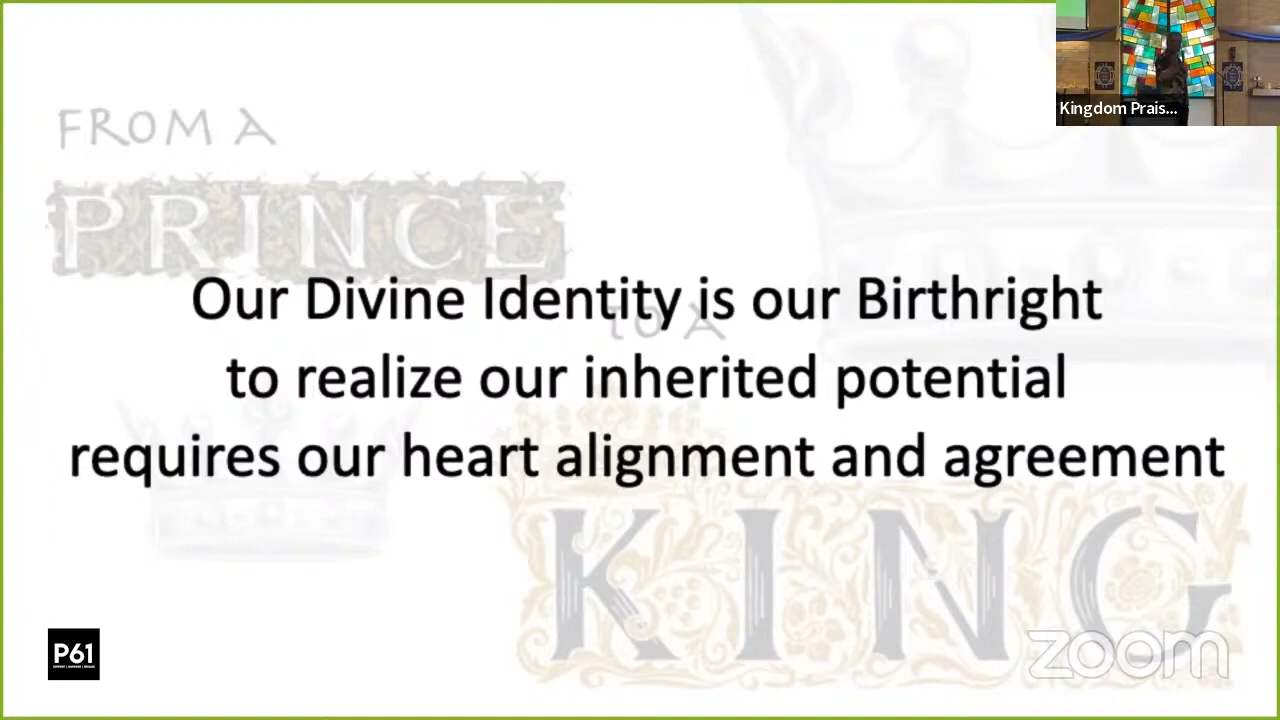 Kingdom Prais...
FROM A
PRINCE
Our Divine Identity is our Birthright
to A
to realize our inherited potential
requires our heart alignment and agreement
KING
P61
zoom